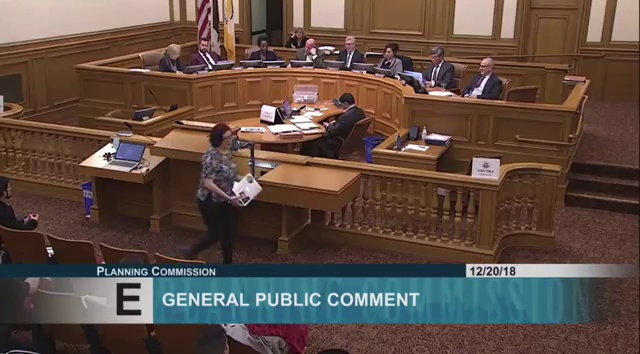 PLANNING COMMISSION
12/20/18
E GENERAL PUBLIC COMMENT